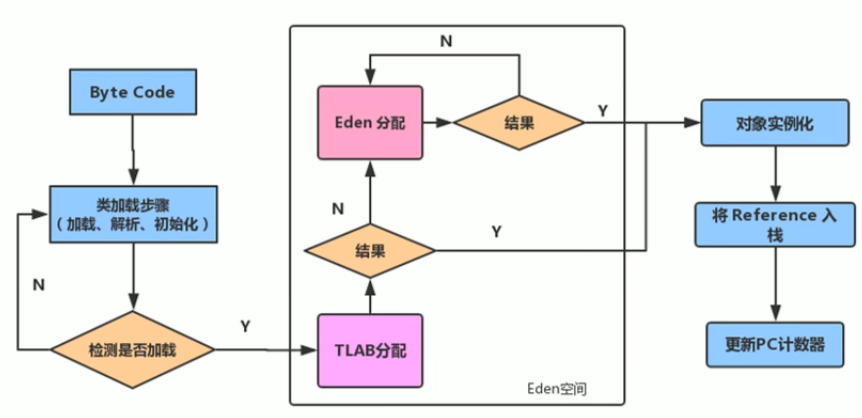 Byte Code
类加载步骤
（加载、解析、初始化）
N
检测是否加载
Y
N
Eden 分配
结果
Y
N
结果
Y
TLAB分配
Eden空间
对象实例化
将 Reference 入
栈
更新PC计数器